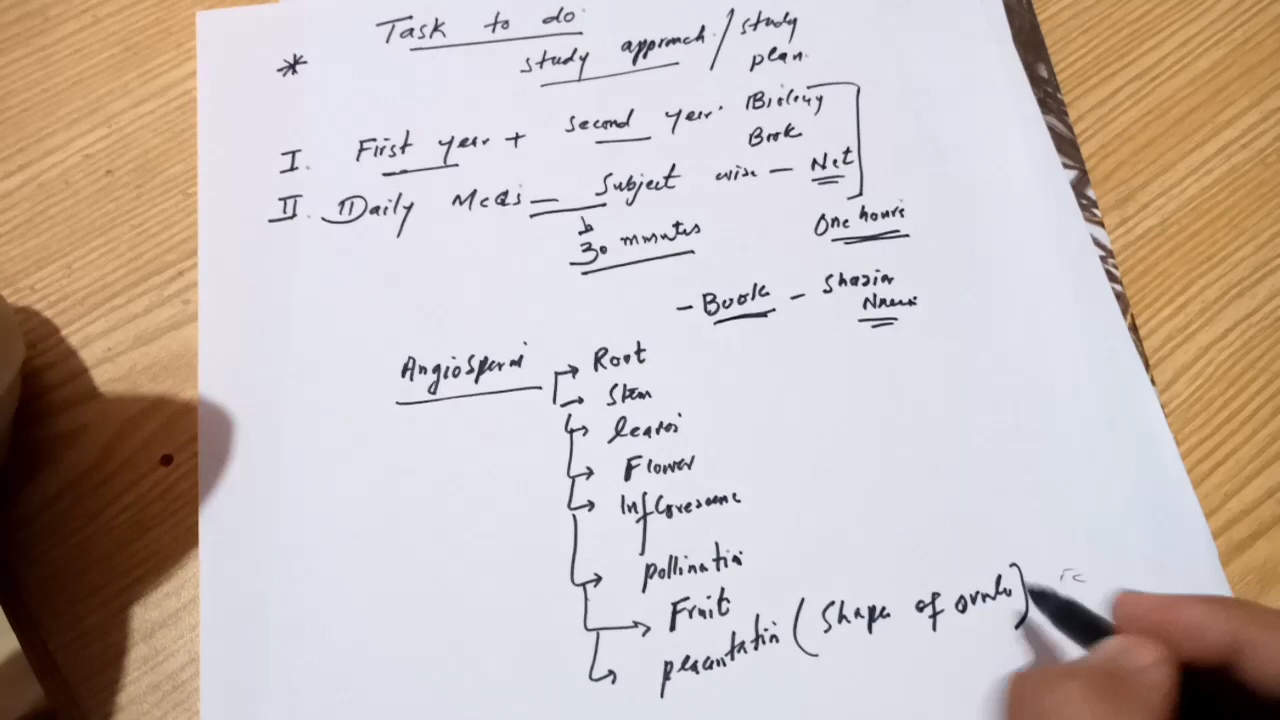 Task to do
* study approach / study plan
I. First year + second year Biology Book
II. Daily McQs — Subject wise — Net
30 minutes
One hours
- Book - Shazia
Angiosperm
Root
Stem
leaves
Flower
Inflorescence
pollination
Fruit
placentatin (Shape of ovule)